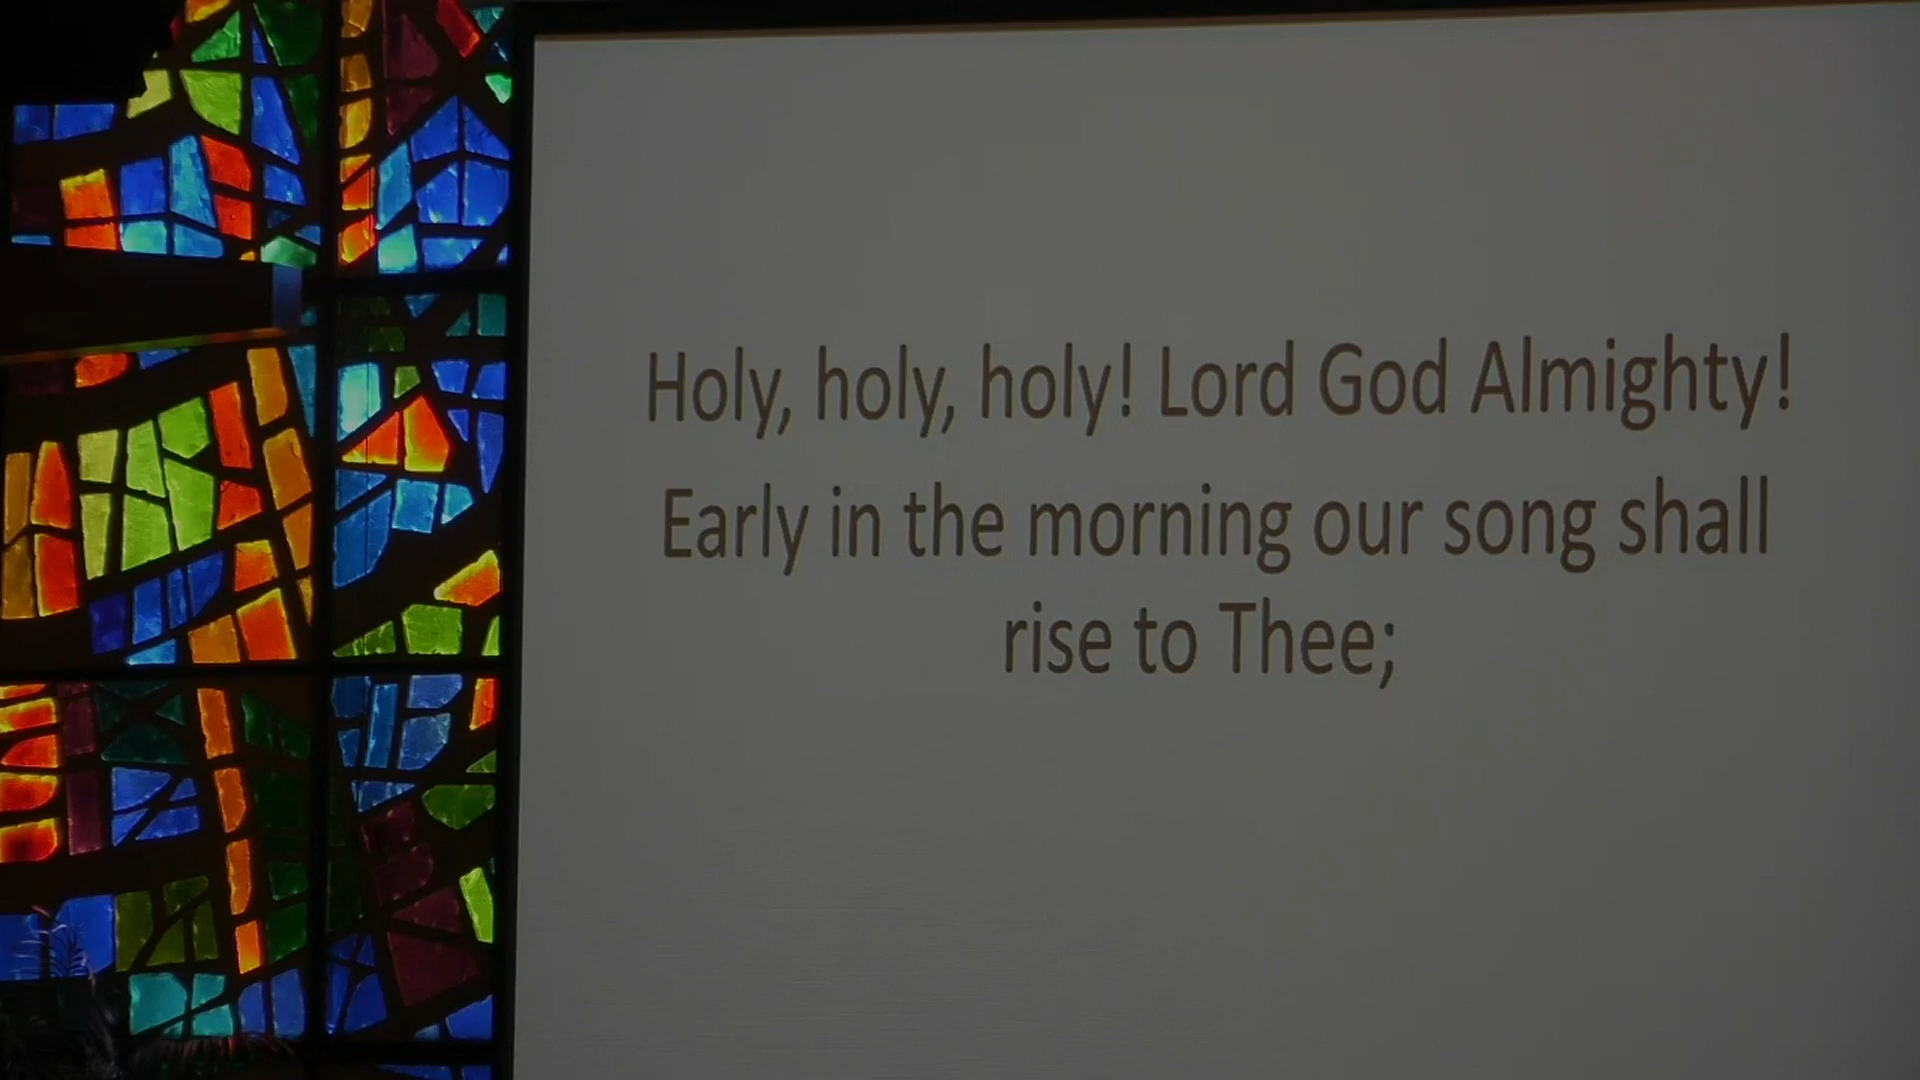 Holy, holy, holy! Lord God Almighty!
Early in the morning our song shall
rise to Thee;